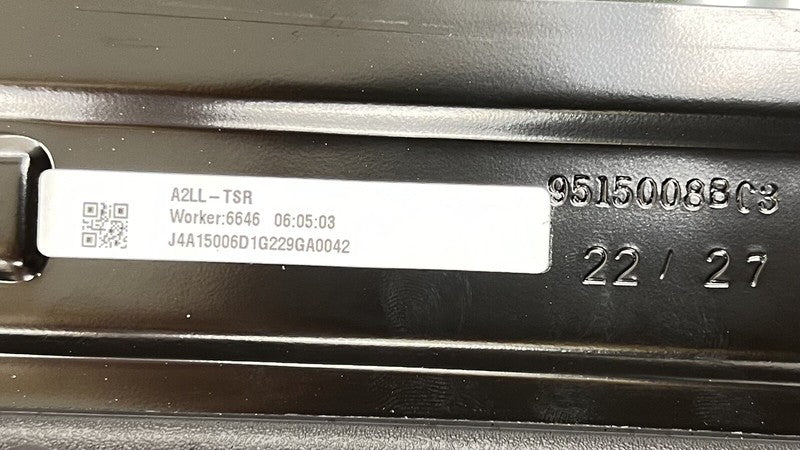 A2LL-TSR
Worker:6646 06:05:03
J4A15006D1G229GA0042
9515008BC3
22 / 27